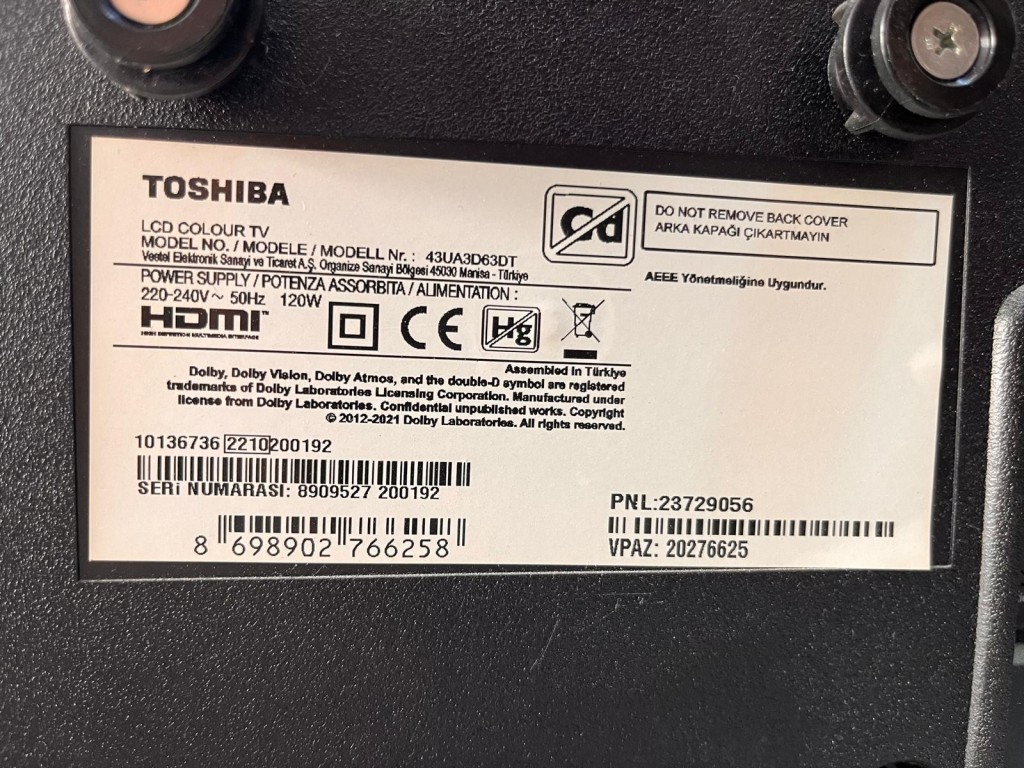 TOSHIBA
LCD COLOUR TV
MODEL NO. / MODELE / MODELL Nr. : 43UA3D63DT
Vestel Elektronik Sanayi ve Ticaret A.Ş. Organize Sanayi Bölgesi 45030 Manisa - Türkiye
POWER SUPPLY / POTENZA ASSORBITA / ALIMENTATION :
220-240V ~ 50Hz 120W
HDMI™
HIGH DEFINITION MULTIMEDIA INTERFACE
CE
Hg
Cd
DO NOT REMOVE BACK COVER
ARKA KAPAĞI ÇIKARTMAYIN
AEEE Yönetmeliğine Uygundur.
Assembled in Türkiye
Dolby, Dolby Vision, Dolby Atmos, and the double-D symbol are registered
trademarks of Dolby Laboratories Licensing Corporation. Manufactured under
license from Dolby Laboratories. Confidential unpublished works. Copyright
© 2012-2021 Dolby Laboratories. All rights reserved.
10136736 2210 200192
SERİ NUMARASI: 8909527 200192
8 698902 766258
PNL:23729056
VPAZ: 20276625